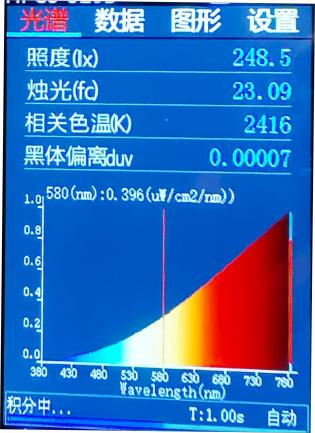 光谱 数据 图形 设置
照度(lx) 248.5
烛光(fc) 23.09
相关色温(K) 2416
黑体偏离duv 0.00007
580(nm):0.396(uW/cm2/nm))
1.0
0.8
0.6
0.4
0.2
0.0
380 430 480 530 580 630 680 730 780
Wavelength(nm)
积分中... T:1.00s 自动